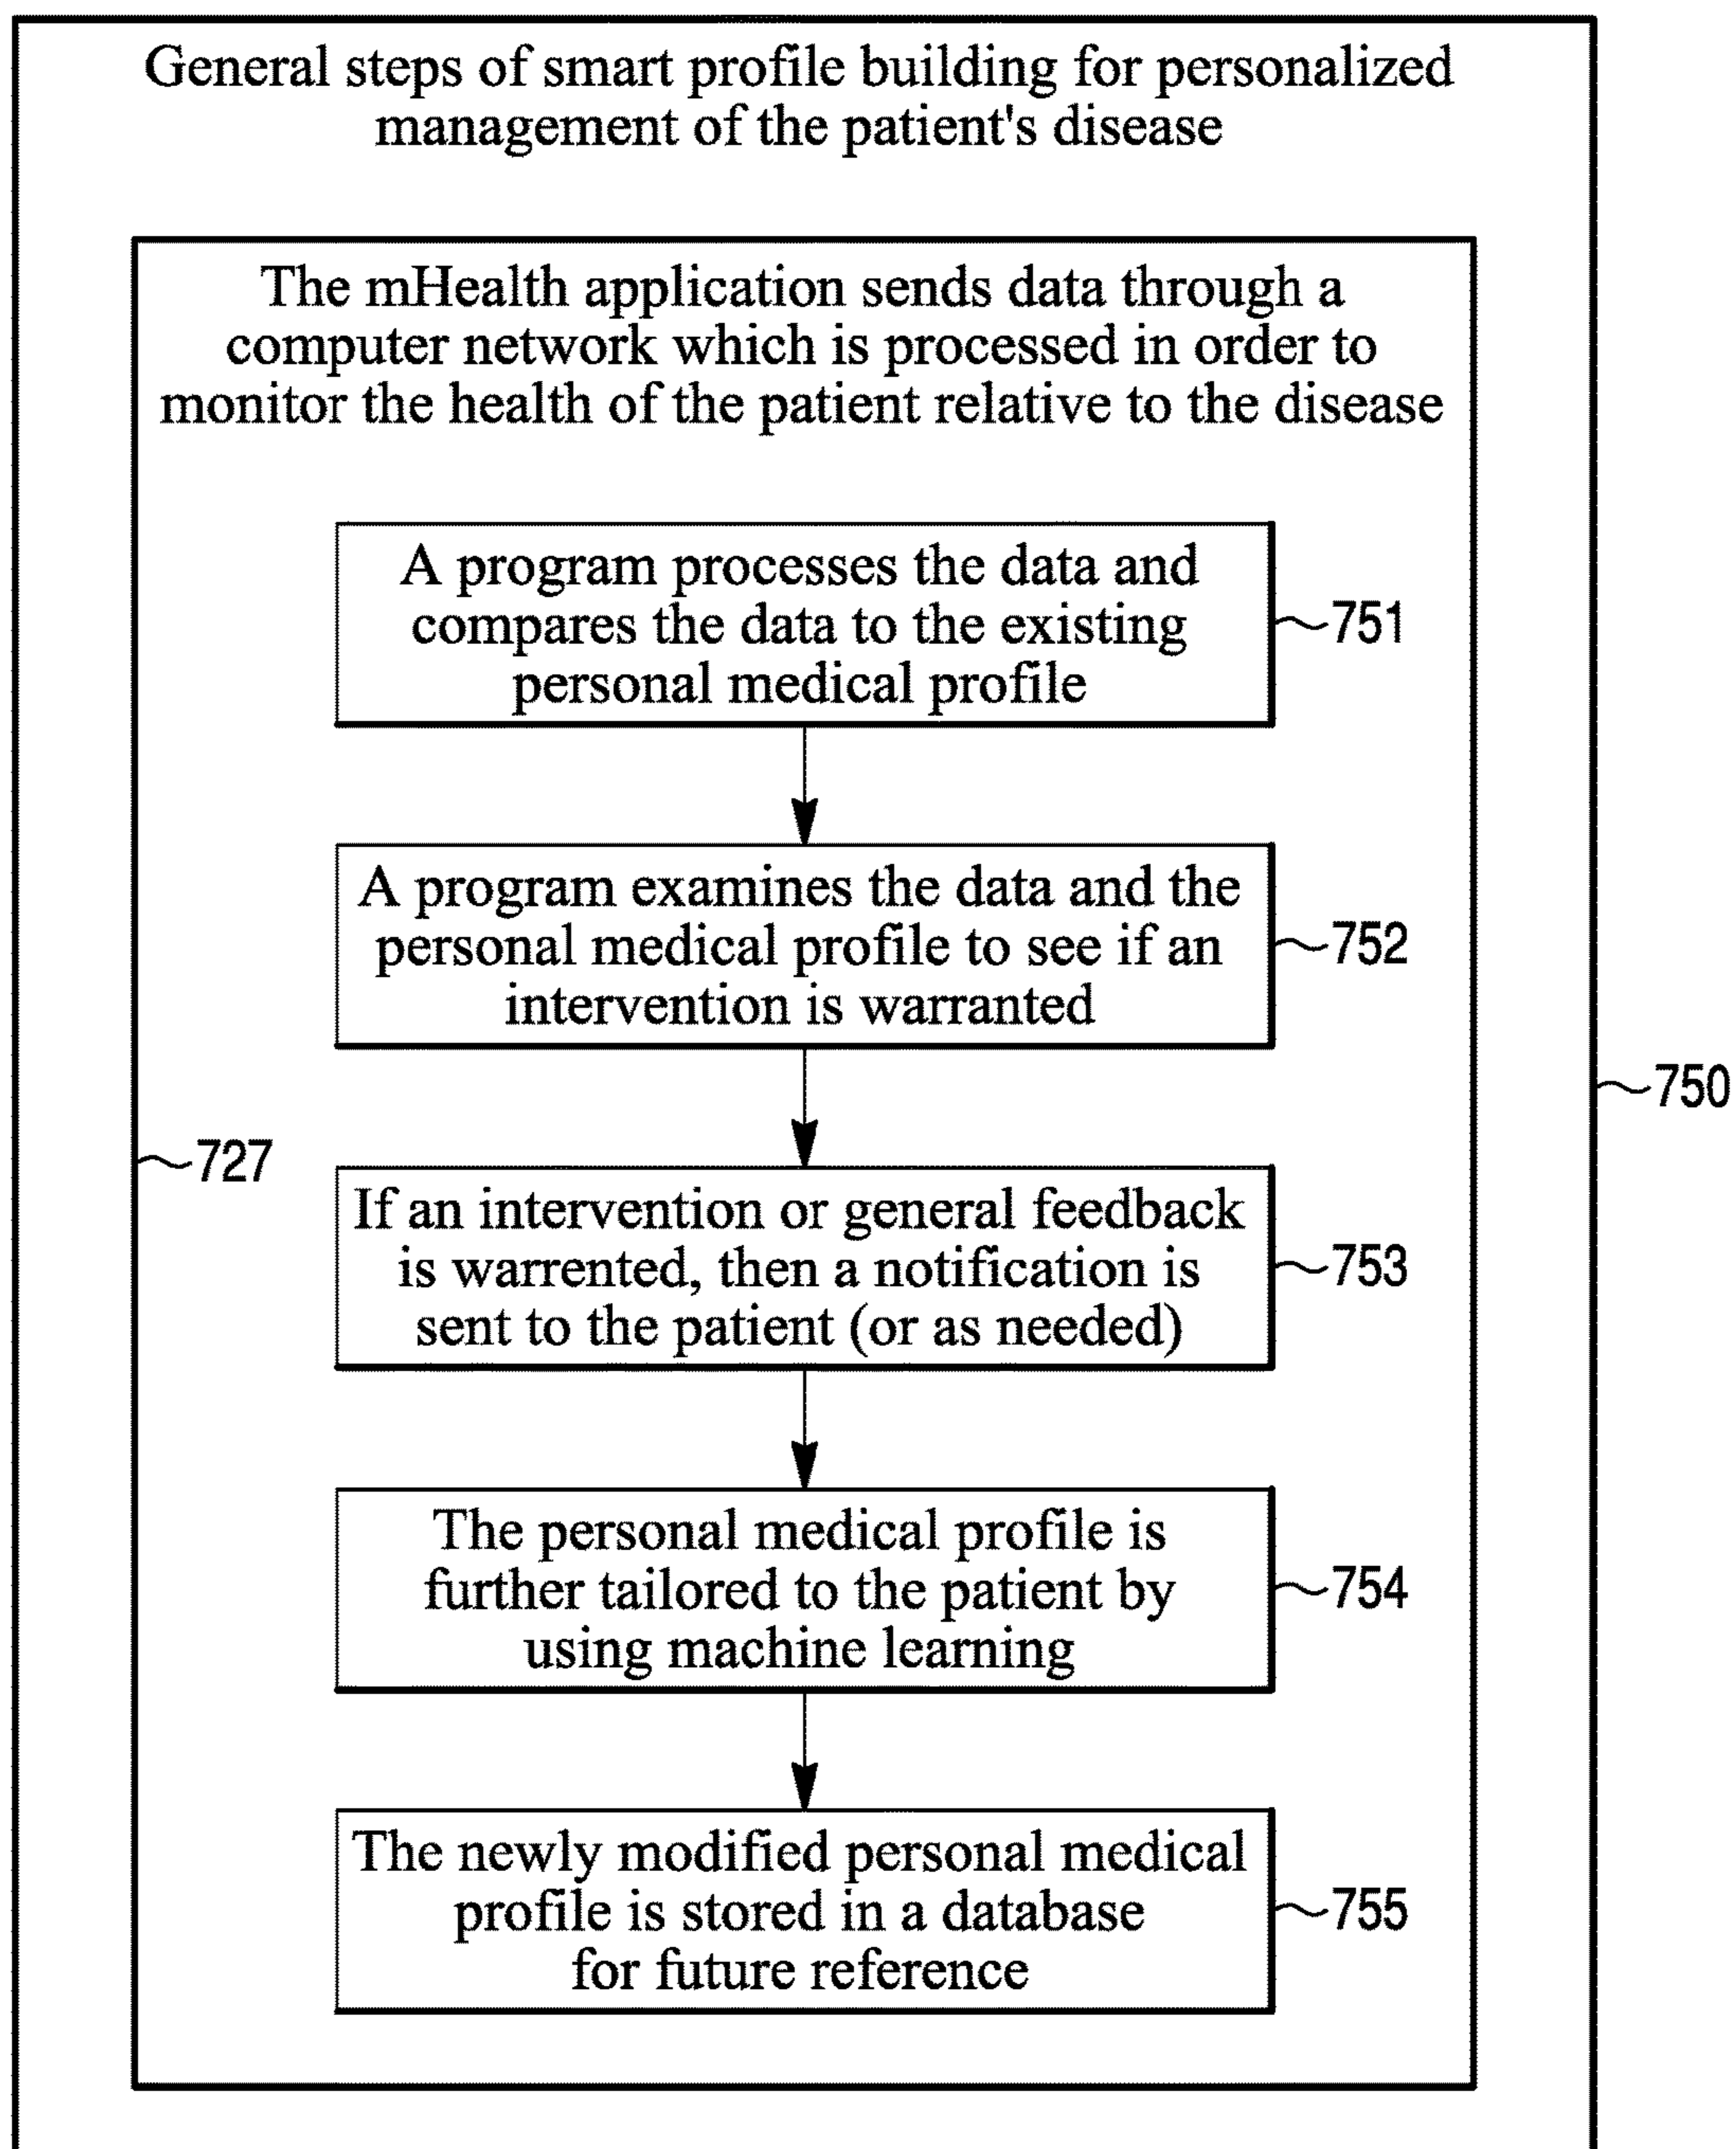 General steps of smart profile building for personalized
management of the patient's disease
The mHealth application sends data through a
computer network which is processed in order to
monitor the health of the patient relative to the disease
A program processes the data and
compares the data to the existing
personal medical profile
751
A program examines the data and the
personal medical profile to see if an
intervention is warranted
752
750
727
If an intervention or general feedback
is warrented, then a notification is
sent to the patient (or as needed)
753
The personal medical profile is
further tailored to the patient by
using machine learning
754
The newly modified personal medical
profile is stored in a database
for future reference
755